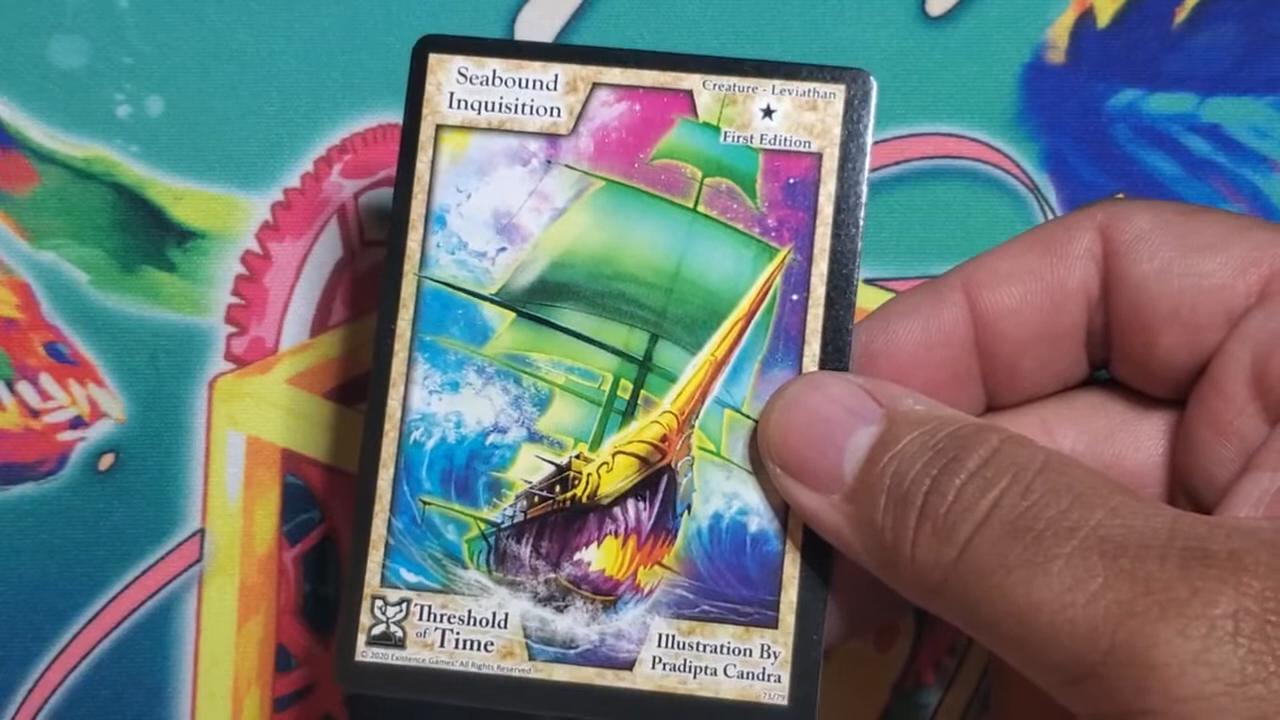 Seabound
Inquisition
Creature - Leviathan
First Edition
Threshold
of Time
Illustration By
Pradipta Candra
© 2020 Existence Games. All Rights Reserved
73/79